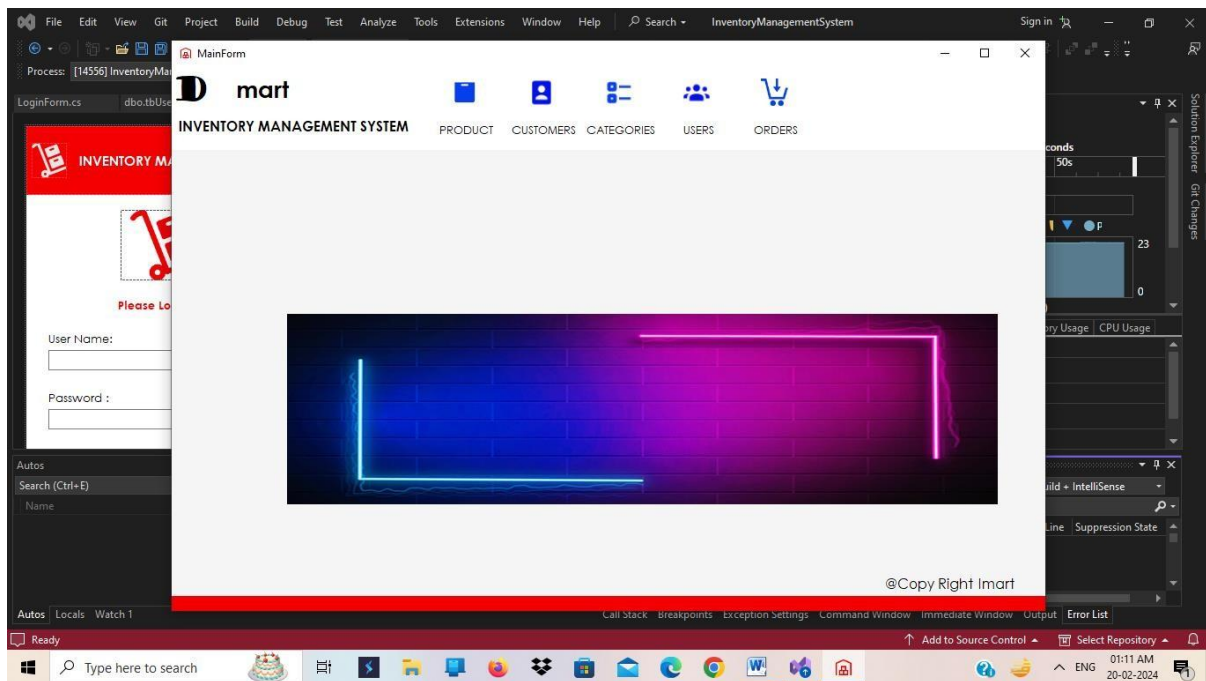 File Edit View Git Project Build Debug Test Analyze Tools Extensions Window Help Search InventoryManagementSystem Sign in
MainForm
Process: [14556] InventoryMa
LoginForm.cs dbo.tbUse
D mart
INVENTORY MANAGEMENT SYSTEM
PRODUCT CUSTOMERS CATEGORIES USERS ORDERS
Solution Explorer Git Changes
INVENTORY MA
conds
50s
23
0
Please Lo
User Name:
Password :
ory Usage CPU Usage
Autos
Search (Ctrl+E)
Name
uild + IntelliSense
Line Suppression State
@Copy Right Imart
Autos Locals Watch 1 Call Stack Breakpoints Exception Settings Command Window Immediate Window Output Error List
Ready Add to Source Control Select Repository
Type here to search ENG 01:11 AM
20-02-2024